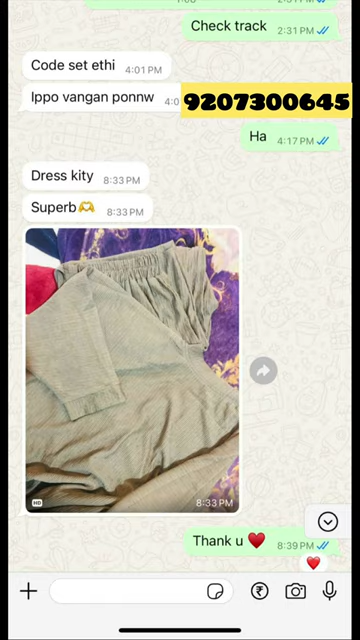 Check track
2:31 PM
Code set ethi
4:01 PM
Ippo vangan ponnw
9207300645
Ha
4:17 PM
Dress kity
8:33 PM
Superb🫶
8:33 PM
HD
8:33 PM
Thank u ♥️
8:39 PM